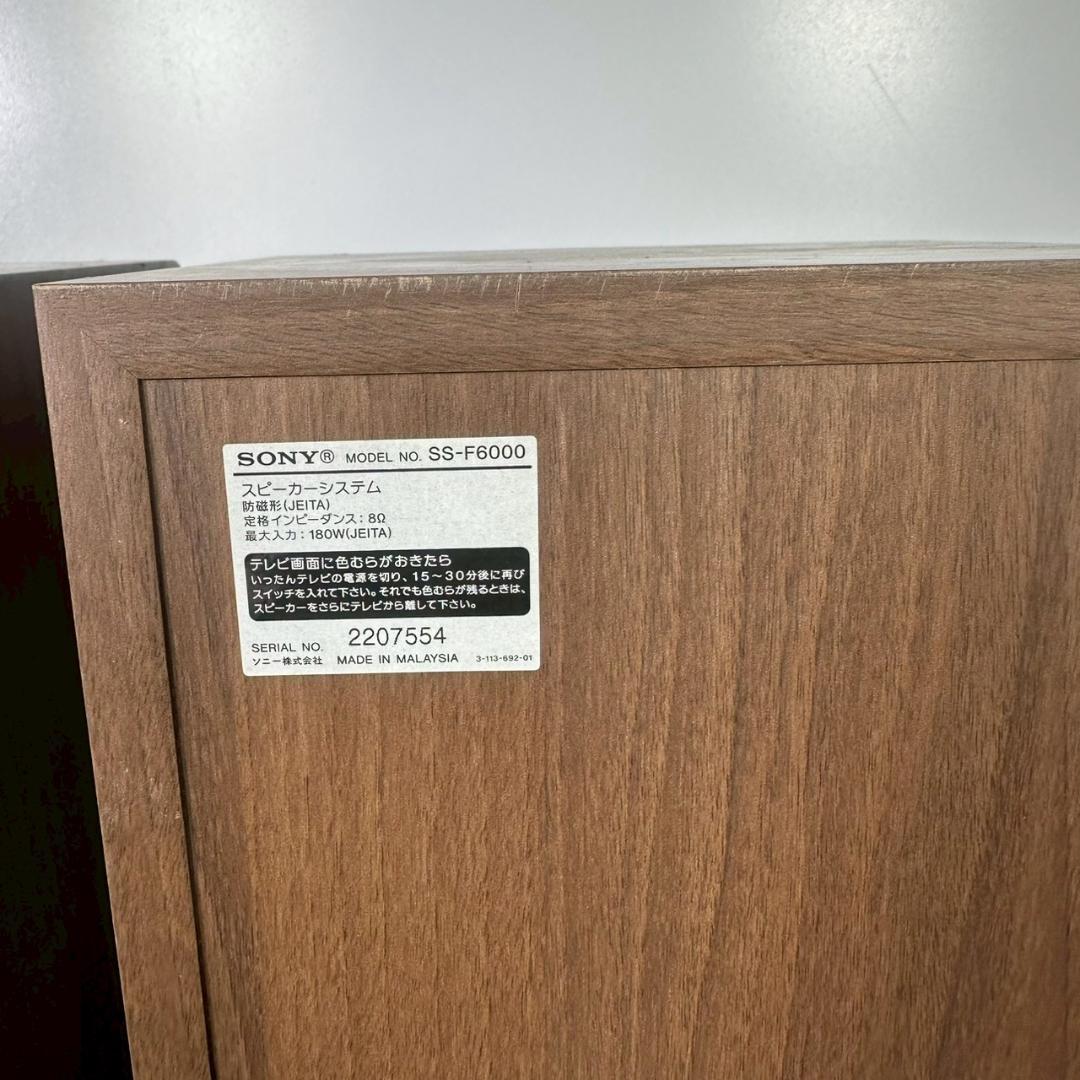 SONY® MODEL NO. SS-F6000
スピーカーシステム
防磁形(JEITA)
定格インピーダンス：8Ω
最大入力：180W(JEITA)
テレビ画面に色むらがおきたら
いったんテレビの電源を切り、15～30分後に再び
スイッチを入れて下さい。それでも色むらが残るときは、
スピーカーをさらにテレビから離して下さい。
SERIAL NO. 2207554
ソニー株式会社 MADE IN MALAYSIA 3-113-692-01